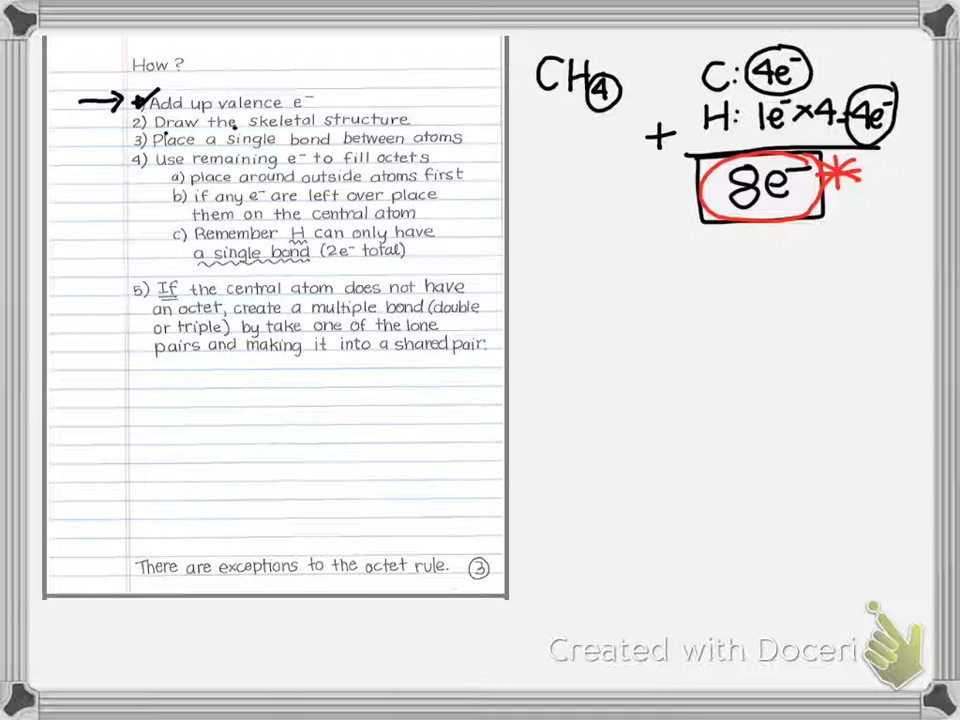 How?
1) Add up valence e⁻
2) Draw the skeletal structure
3) Place a single bond between atoms
4) Use remaining e⁻ to fill octets
a) place around outside atoms first
b) if any e⁻ are left over place
them on the central atom
c) Remember H can only have
a single bond (2e⁻ total)
5) If the central atom does not have
an octet, create a multiple bond (double
or triple) by take one of the lone
pairs and making it into a shared pair.
There are exceptions to the octet rule. 3
CH₄
C: 4e⁻
H: 1e⁻ × 4 = 4e⁻
+
8e⁻ *
Created with Doceri